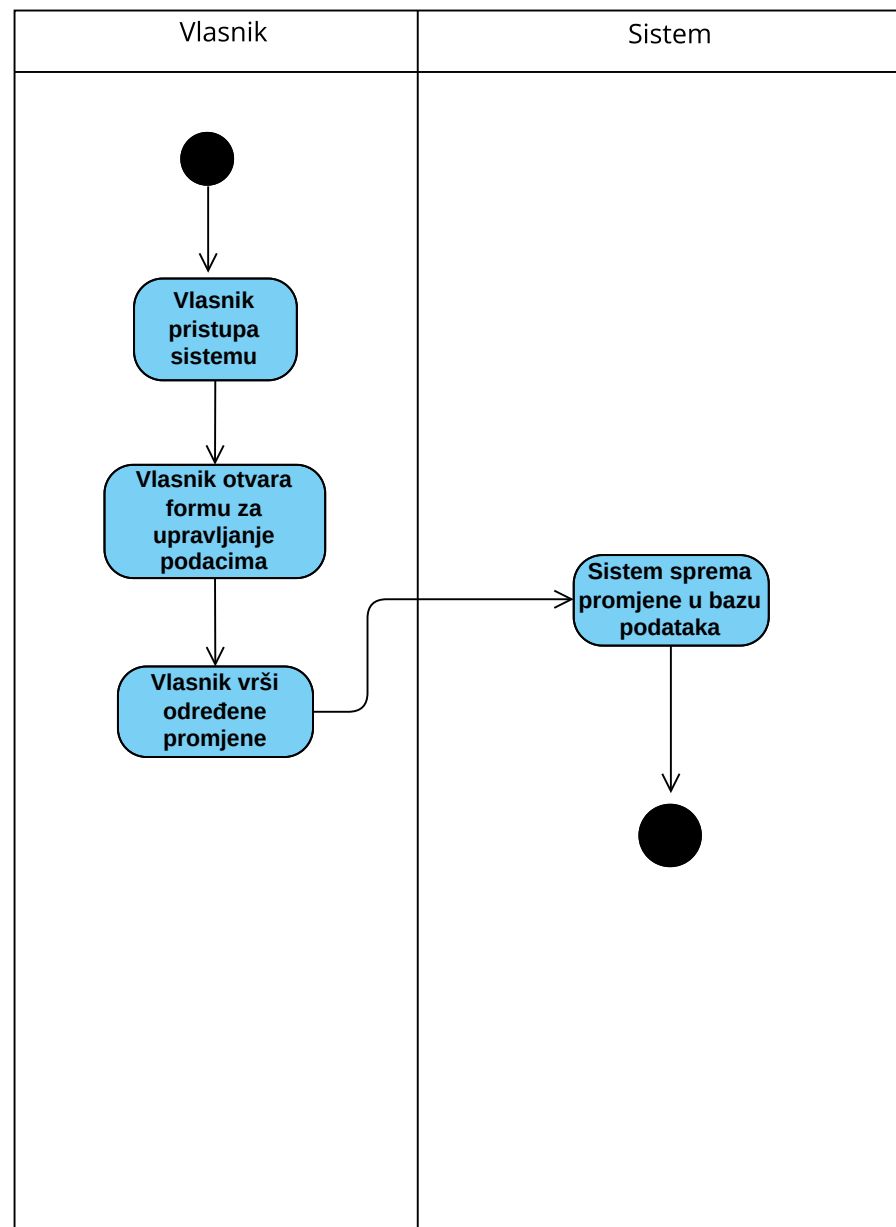 Vlasnik
Sistem
Vlasnik
pristupa
sistemu
Vlasnik otvara
formu za
upravljanje
podacima
Vlasnik vrši
određene
promjene
Sistem sprema
promjene u bazu
podataka